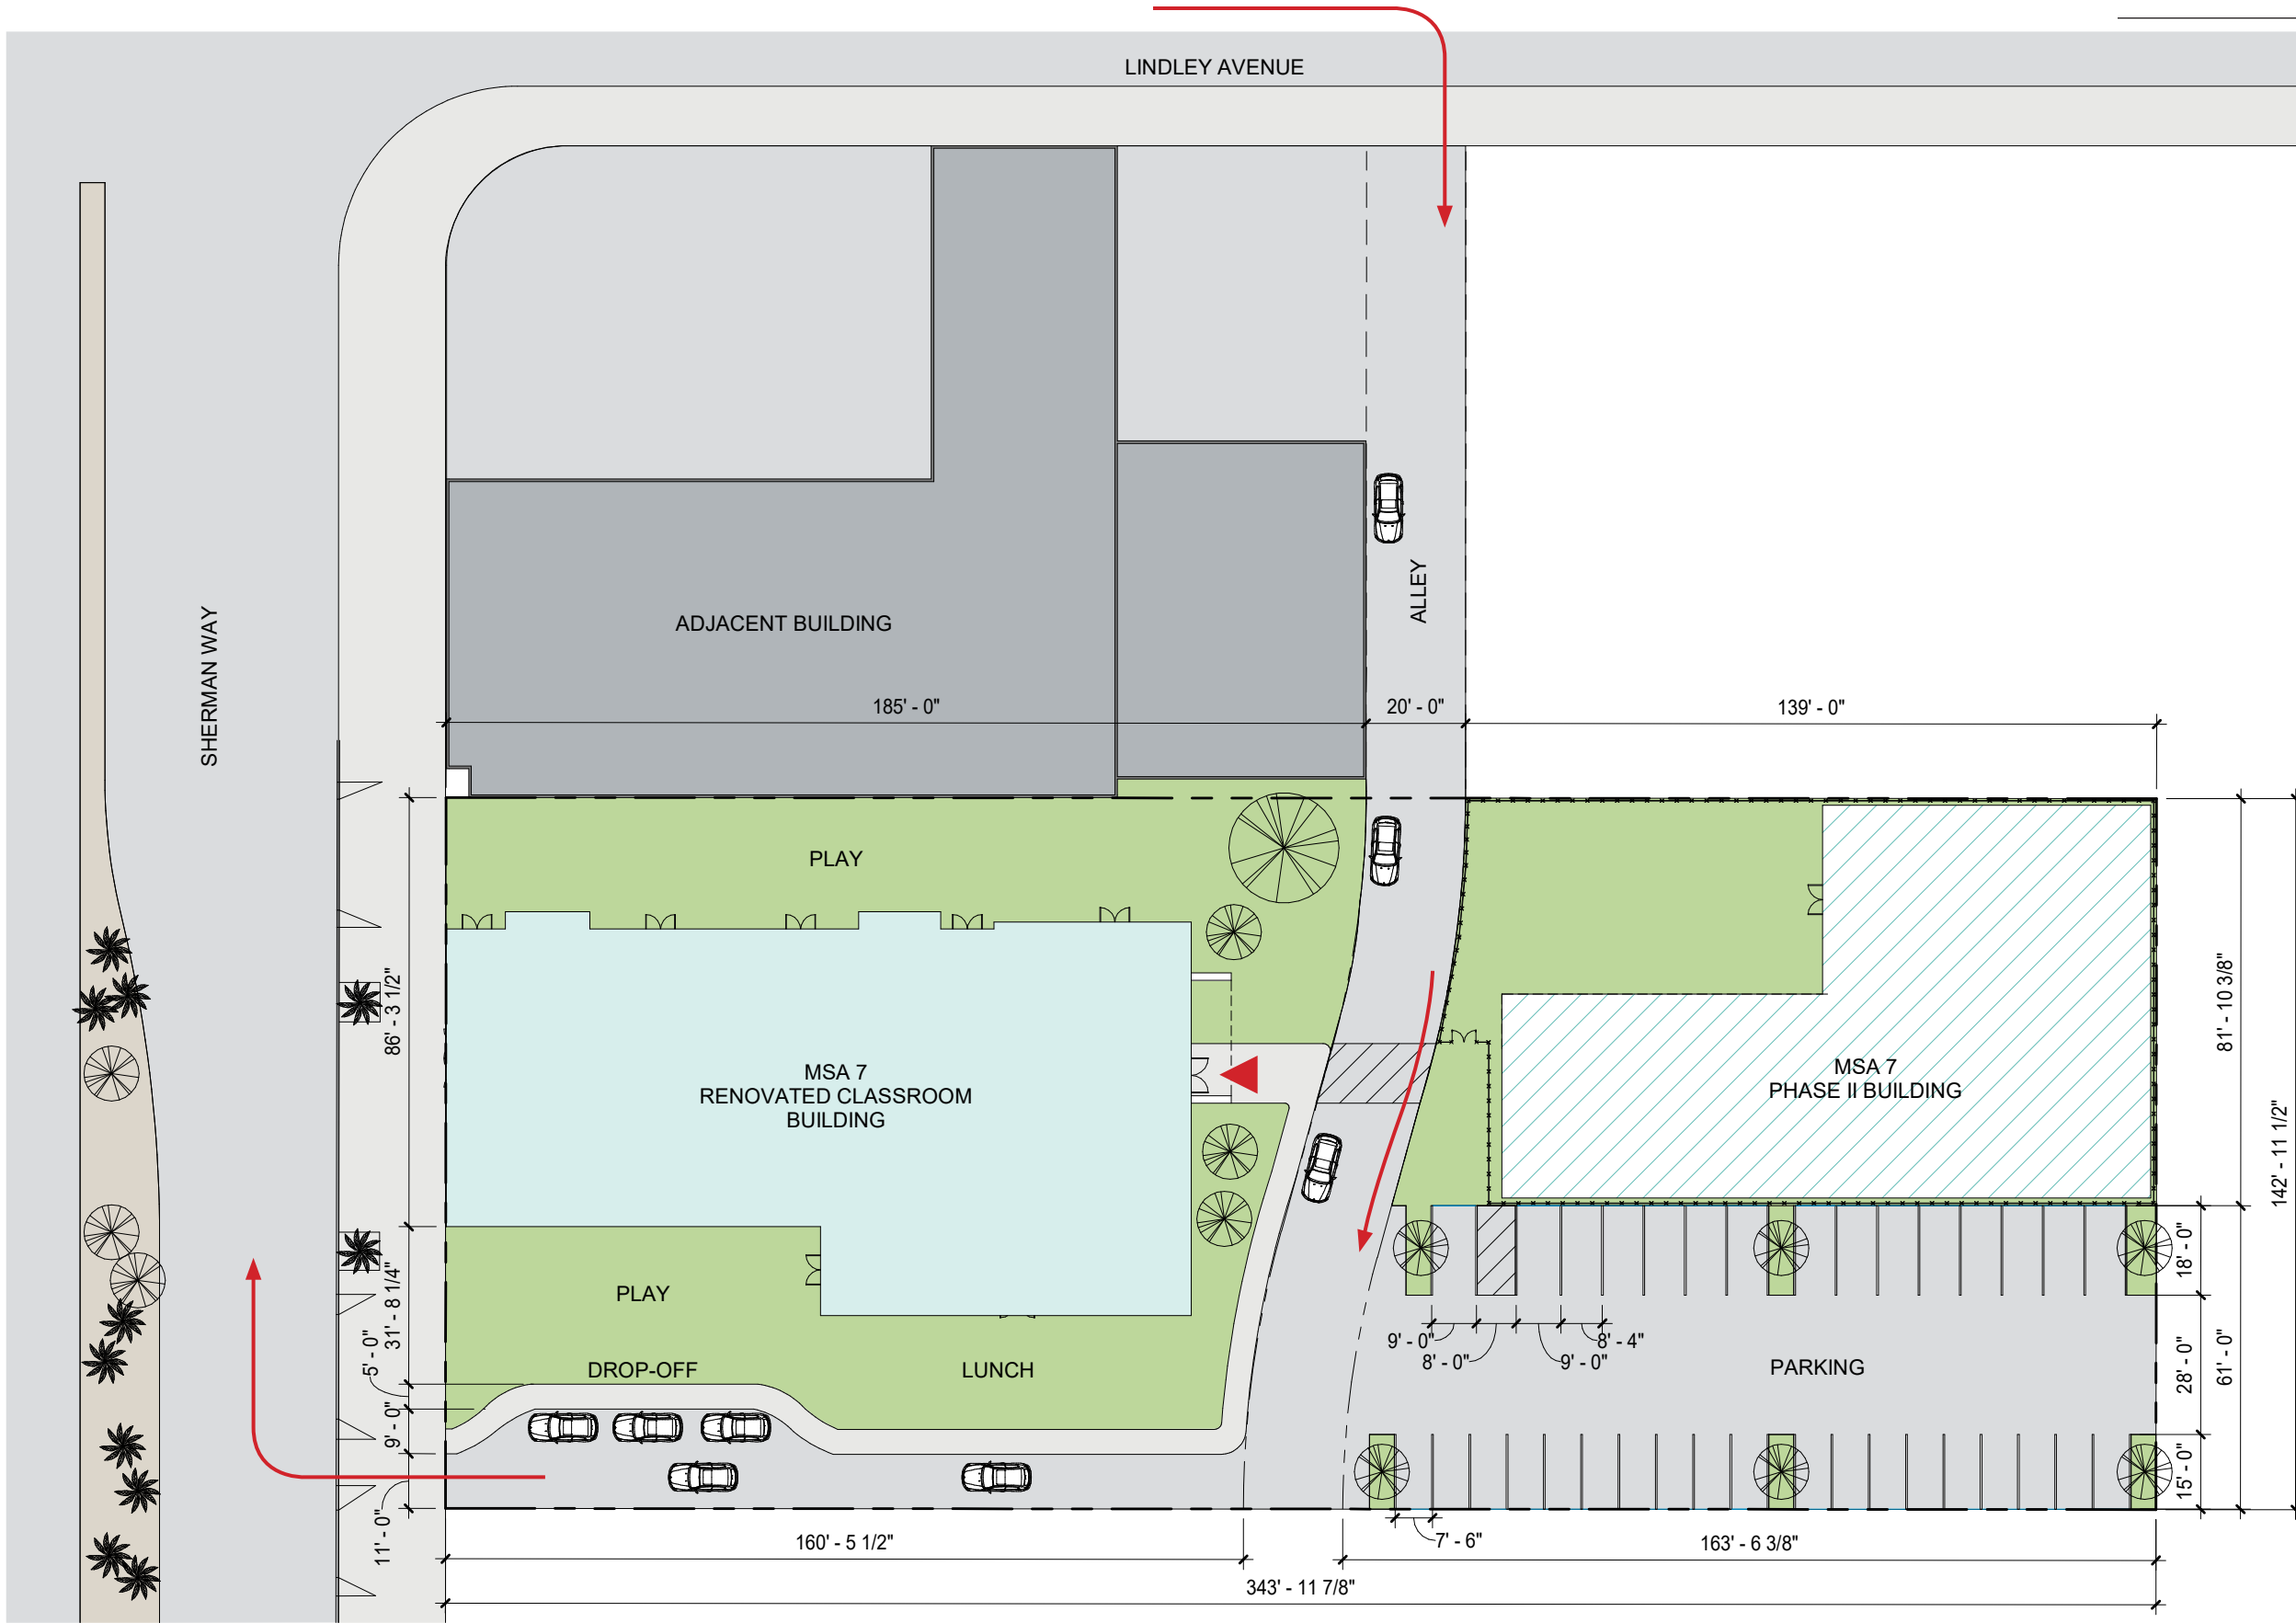 LINDLEY AVENUE
SHERMAN WAY
ADJACENT BUILDING
ALLEY
185' - 0"
20' - 0"
139' - 0"
PLAY
86' - 3 1/2"
MSA 7
RENOVATED CLASSROOM
BUILDING
MSA 7
PHASE II BUILDING
81' - 10 3/8"
142' - 11 1/2"
31' - 8 1/4"
PLAY
18' - 0"
9' - 0"
8' - 0"
9' - 0"
8' - 4"
5' - 0"
DROP-OFF
LUNCH
PARKING
28' - 0"
61' - 0"
9' - 0"
15' - 0"
11' - 0"
160' - 5 1/2"
7' - 6"
163' - 6 3/8"
343' - 11 7/8"